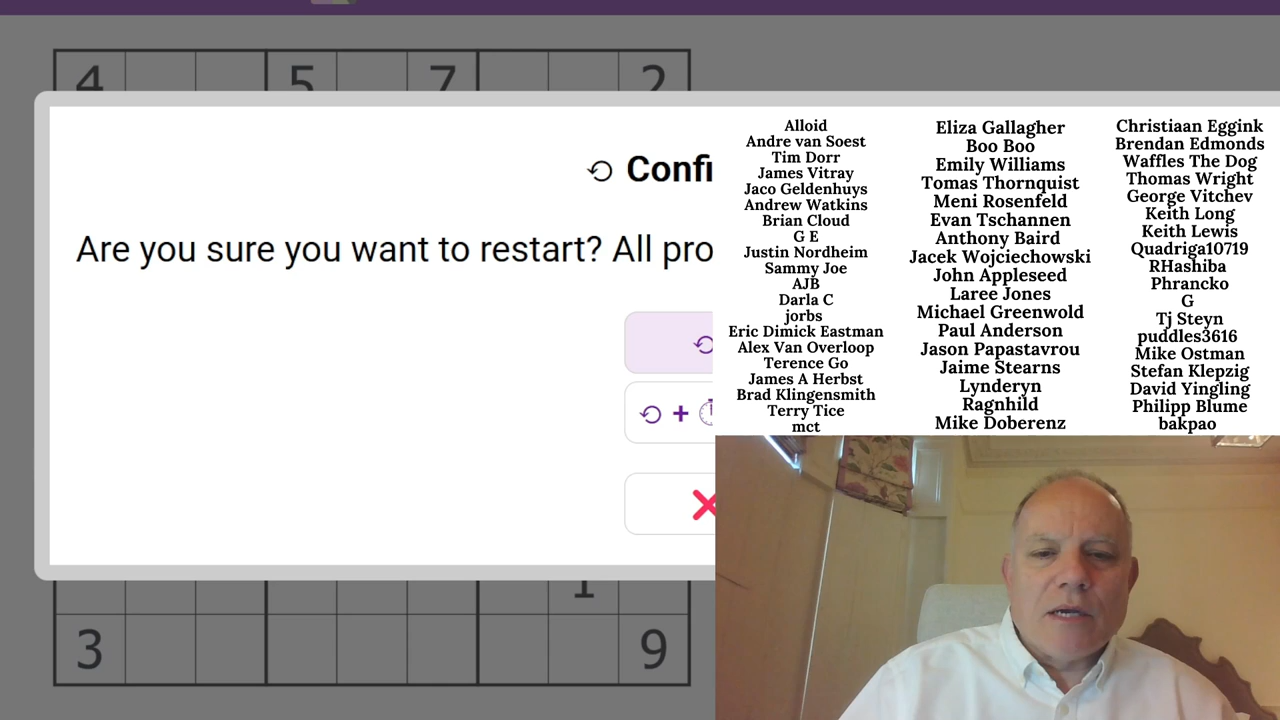 4 5 7 2
Confi
Are you sure you want to restart? All pro
+
1
3 9
Alloid
Andre van Soest
Tim Dorr
James Vitray
Jaco Geldenhuys
Andrew Watkins
Brian Cloud
G E
Justin Nordheim
Sammy Joe
AJB
Darla C
jorbs
Eric Dimick Eastman
Alex Van Overloop
Terence Go
James A Herbst
Brad Klingensmith
Terry Tice
mct
Eliza Gallagher
Boo Boo
Emily Williams
Tomas Thornquist
Meni Rosenfeld
Evan Tschannen
Anthony Baird
Jacek Wojciechowski
John Appleseed
Laree Jones
Michael Greenwold
Paul Anderson
Jason Papastavrou
Jaime Stearns
Lynderyn
Ragnhild
Mike Doberenz
Christiaan Eggink
Brendan Edmonds
Waffles The Dog
Thomas Wright
George Vitchev
Keith Long
Keith Lewis
Quadriga10719
RHashiba
Phrancko
G
Tj Steyn
puddles3616
Mike Ostman
Stefan Klepzig
David Yingling
Philipp Blume
bakpao